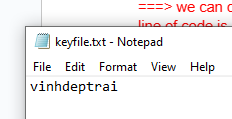 ===> we can
line of code is
keyfile.txt - Notepad
File Edit Format View Help
vinhdeptrai